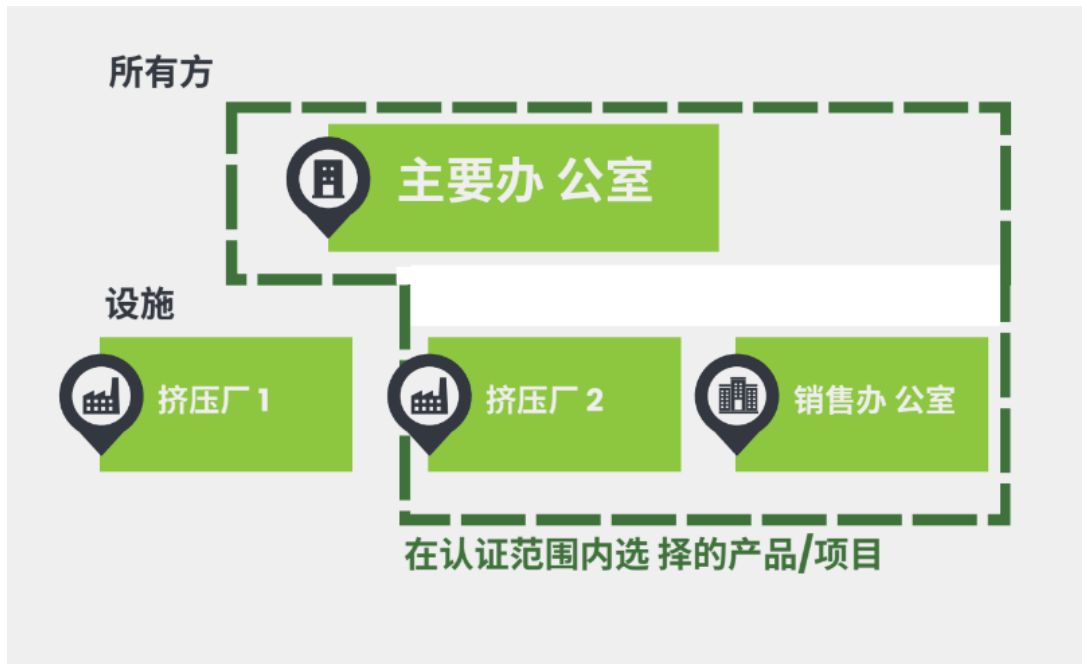 所有方
主要办 公室
设施
挤压厂 1
挤压厂 2
销售办 公室
在认证范围内选 择的产品/项目